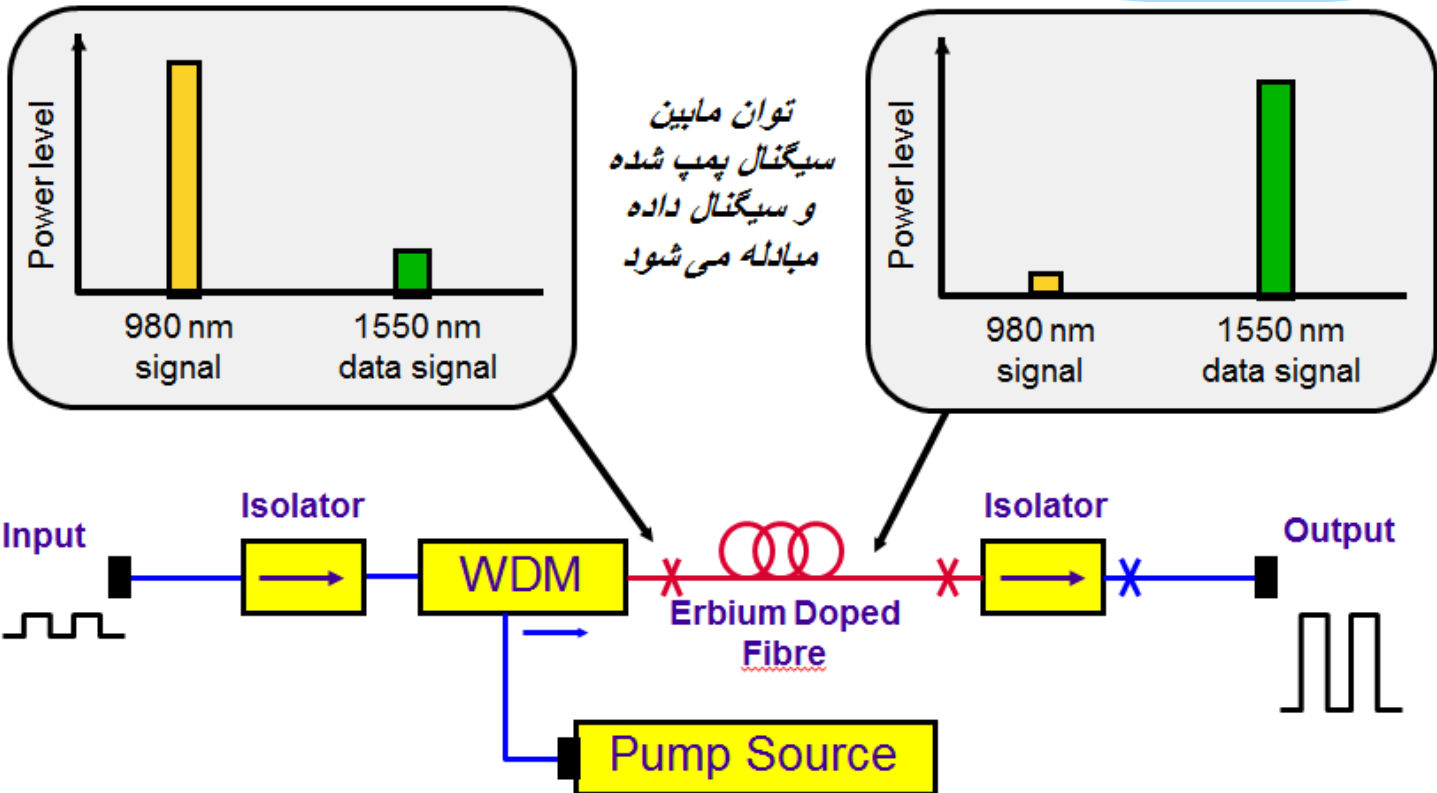 Power level
980 nm
signal
1550 nm
data signal
توان مابین
سیگنال پمپ شده
و سیگنال داده
مبادله می شود
Power level
980 nm
signal
1550 nm
data signal
Input
Isolator
WDM
Erbium Doped
Fibre
Isolator
Output
Pump Source